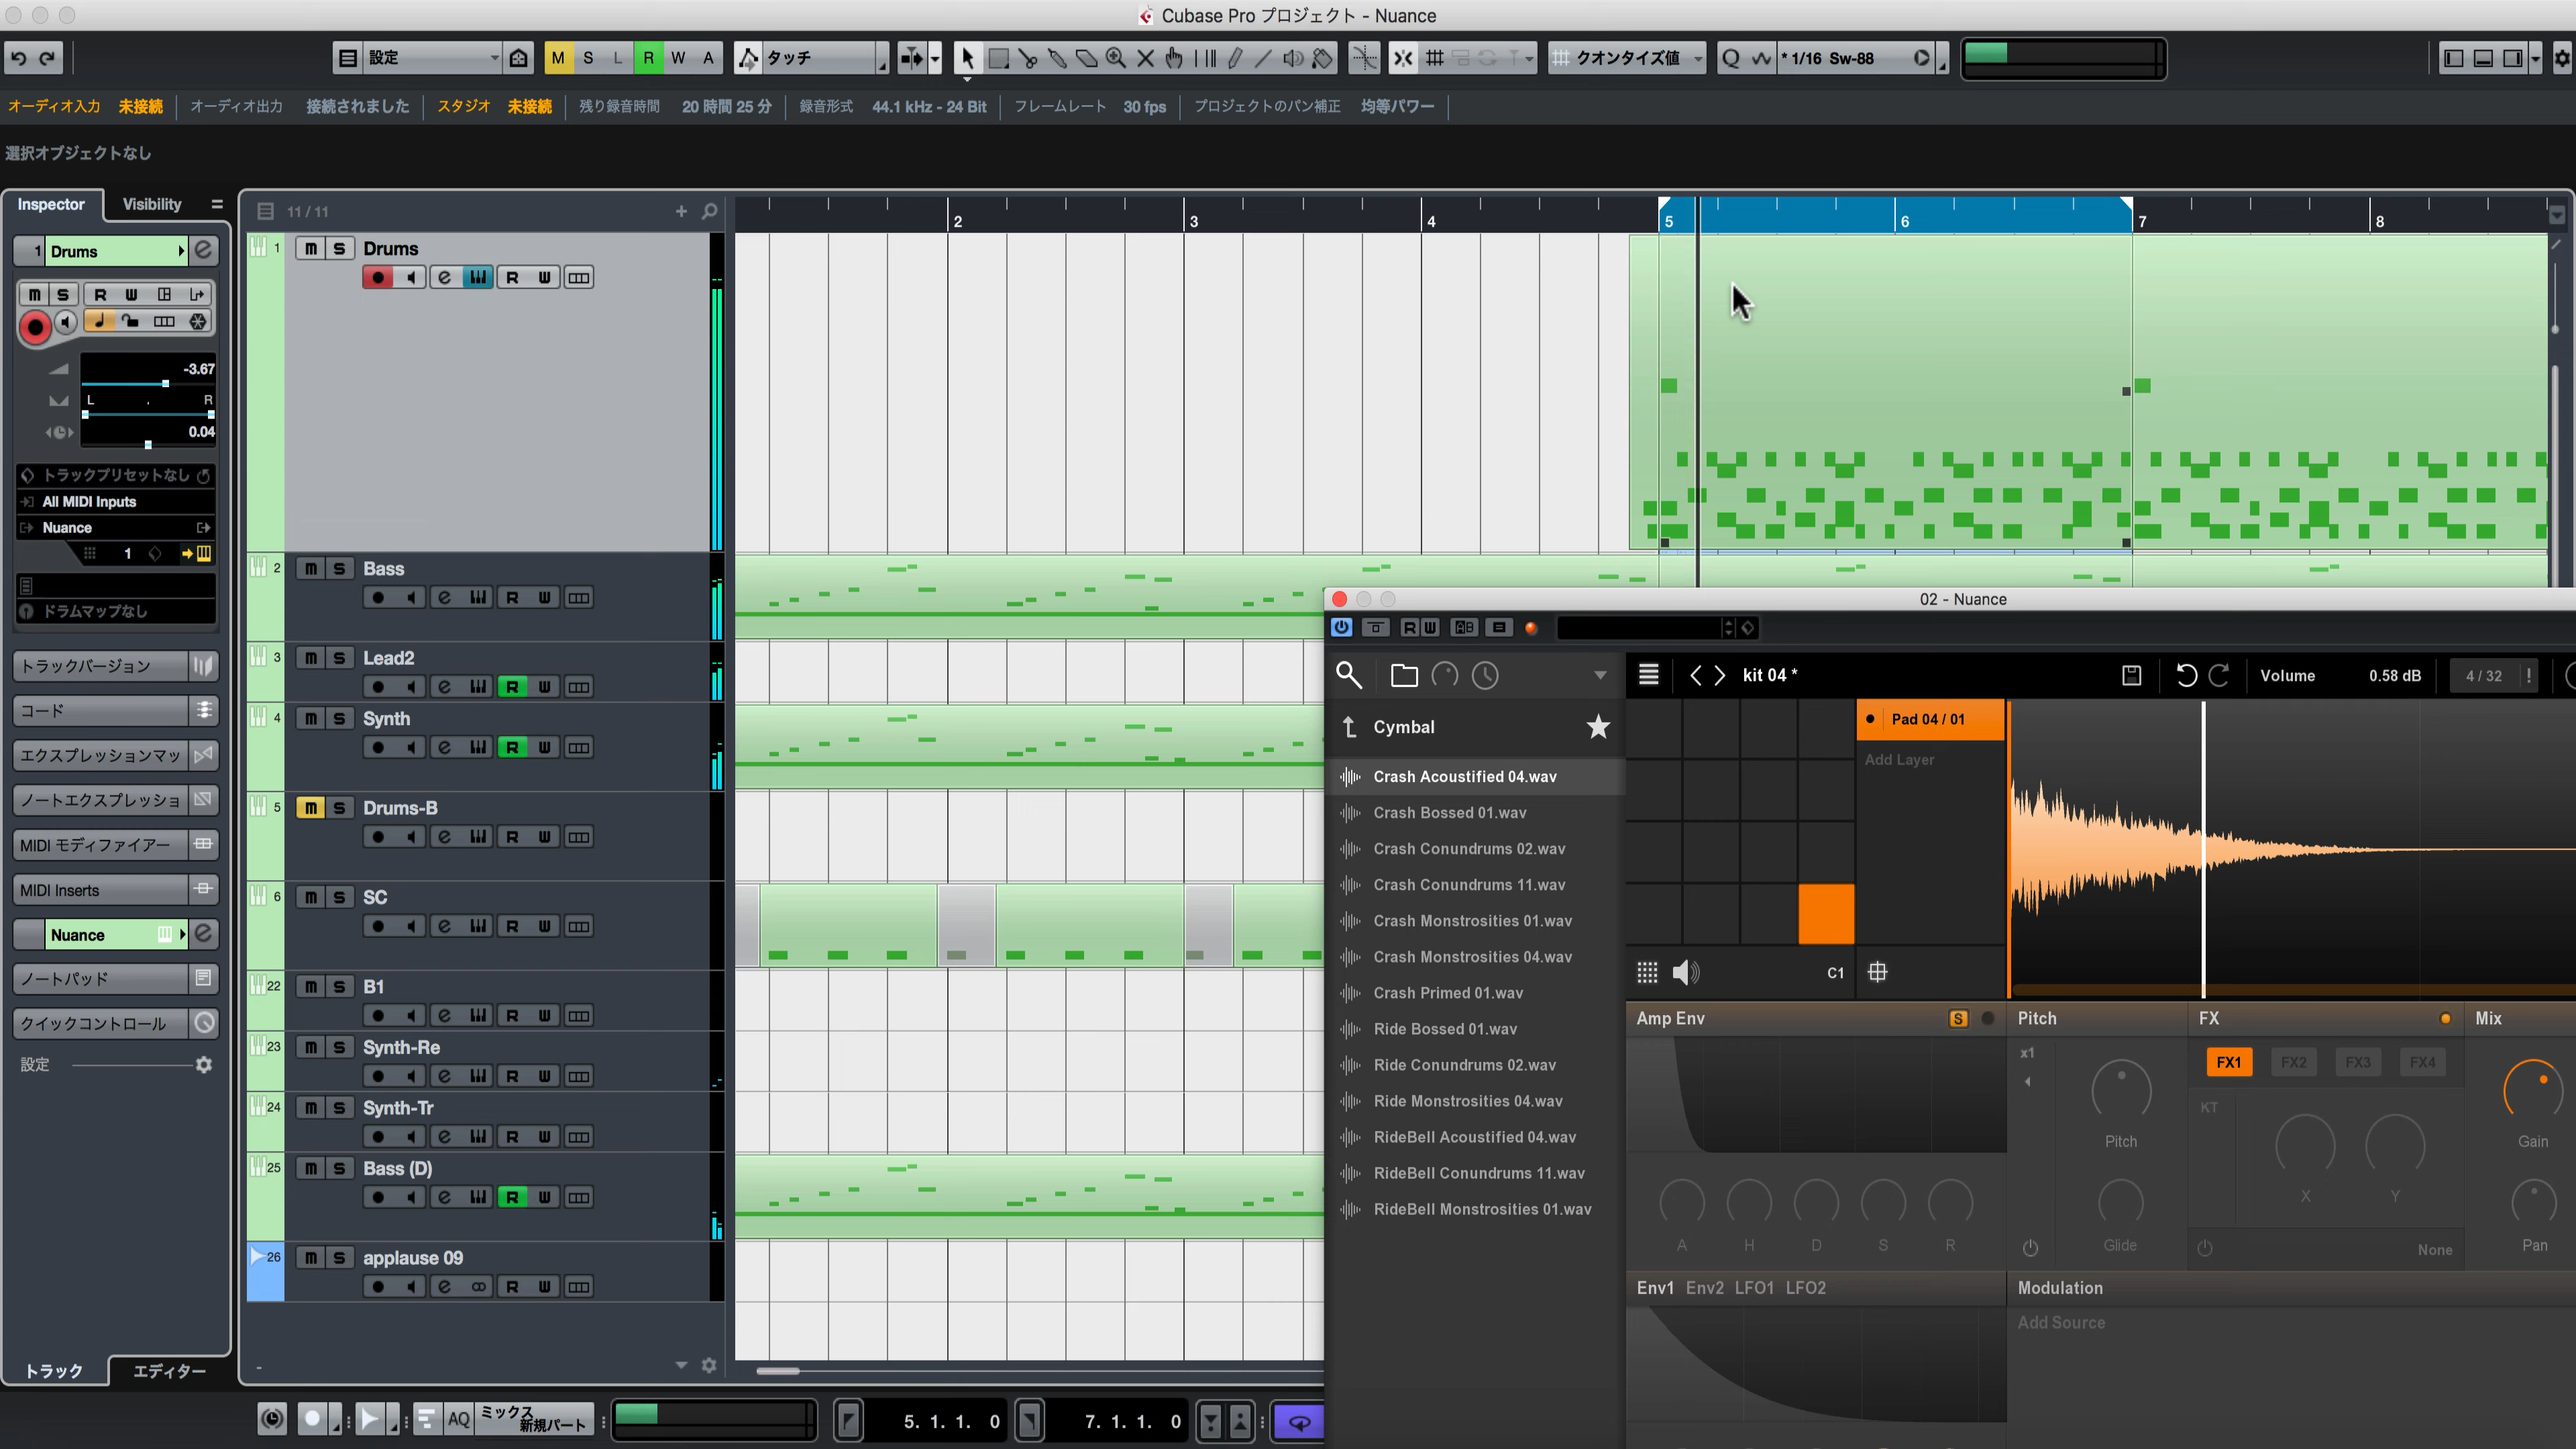 Cubase Pro プロジェクト - Nuance
設定
M S L R W A
タッチ
クオンタイズ値
Q
* 1/16 Sw-88
オーディオ入力 未接続
オーディオ出力 接続されました
スタジオ 未接続
残り録音時間 20 時間 25 分
録音形式 44.1 kHz - 24 Bit
フレームレート 30 fps
プロジェクトのパン補正 均等パワー
選択オブジェクトなし
Inspector
Visibility
11 / 11
2 3 4 5 6 7 8
1 Drums
m S R W
-3.67
L R
0.04
トラックプリセットなし
All MIDI Inputs
Nuance
1
ドラムマップなし
トラックバージョン
コード
エクスプレッションマッ
ノートエクスプレッショ
MIDI モディファイアー
MIDI Inserts
Nuance
ノートパッド
クイックコントロール
設定
トラック
エディター
1 m S Drums
e R W
2 m S Bass
e R W
3 m S Lead2
e R W
4 m S Synth
e R W
5 m S Drums-B
e R W
6 m S SC
e R W
22 m S B1
e R W
23 m S Synth-Re
e R W
24 m S Synth-Tr
e R W
25 m S Bass (D)
e R W
26 m S applause 09
e R W
AQ
ミックス
新規パート
5. 1. 1. 0
7. 1. 1. 0
02 - Nuance
R W
kit 04 *
Volume 0.58 dB
4 / 32 !
Cymbal
Crash Acoustified 04.wav
Crash Bossed 01.wav
Crash Conundrums 02.wav
Crash Conundrums 11.wav
Crash Monstrosities 01.wav
Crash Monstrosities 04.wav
Crash Primed 01.wav
Ride Bossed 01.wav
Ride Conundrums 02.wav
Ride Monstrosities 04.wav
RideBell Acoustified 04.wav
RideBell Conundrums 11.wav
RideBell Monstrosities 01.wav
Pad 04 / 01
Add Layer
C1
Amp Env
S
A H D S R
Pitch
x1
Pitch
Glide
FX
FX1 FX2 FX3 FX4
KT
X Y
None
Mix
Gain
Pan
Env1 Env2 LFO1 LFO2
Modulation
Add Source